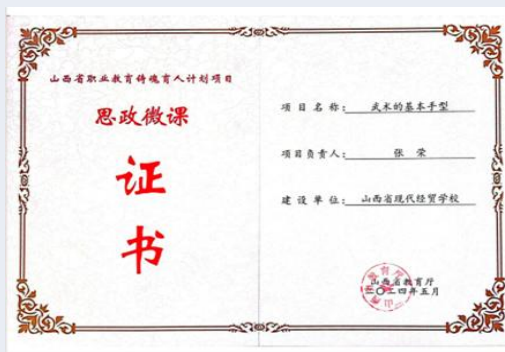 山西省职业教育铸魂育人计划项目
思政微课
证
书
项目名称：武术的基本手型
项目负责人：张荣
建设单位：山西省现代经贸学校
山西省教育厅
二〇二四年五月